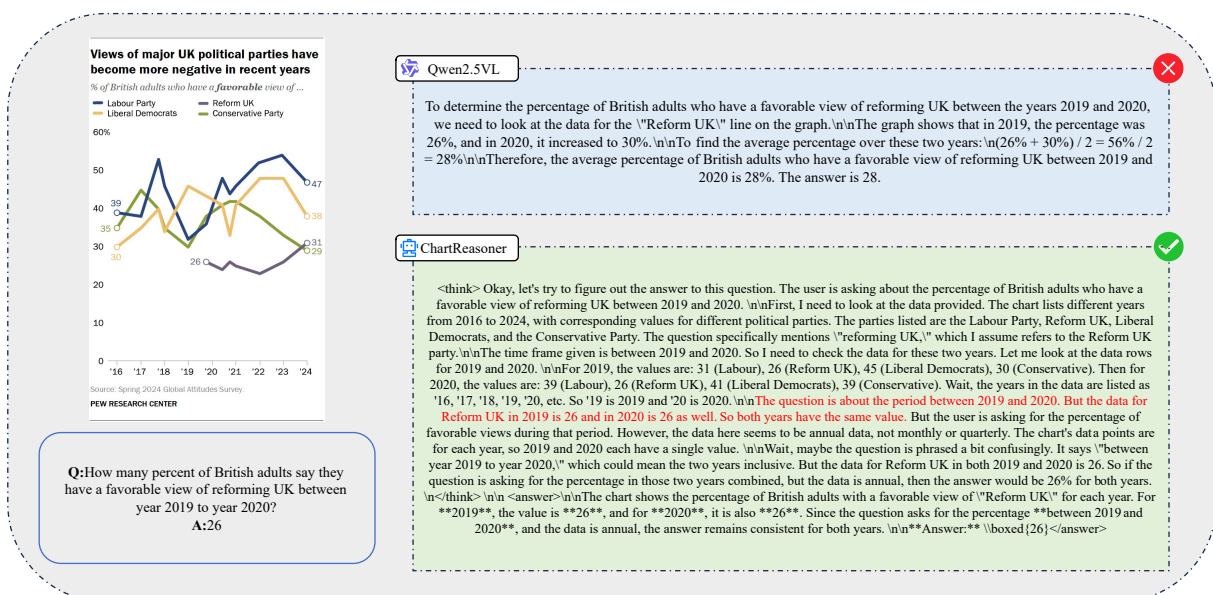 Views of major UK political parties have
become more negative in recent years
% of British adults who have a favorable view of ...
Labour Party
Reform UK
Liberal Democrats
Conservative Party
60%
50
40
30
20
10
0
39
35
30
26
47
38
31
29
'16 '17 '18 '19 '20 '21 '22 '23 '24
Source: Spring 2024 Global Attitudes Survey.
PEW RESEARCH CENTER
Q:How many percent of British adults say they
have a favorable view of reforming UK between
year 2019 to year 2020?
A:26
Qwen2.5VL
To determine the percentage of British adults who have a favorable view of reforming UK between the years 2019 and 2020,
we need to look at the data for the \"Reform UK\" line on the graph.\n\nThe graph shows that in 2019, the percentage was
26%, and in 2020, it increased to 30%.\n\nTo find the average percentage over these two years:\n(26% + 30%) / 2 = 56% / 2
= 28%\n\nTherefore, the average percentage of British adults who have a favorable view of reforming UK between 2019 and
2020 is 28%. The answer is 28.
ChartReasoner
<think> Okay, let's try to figure out the answer to this question. The user is asking about the percentage of British adults who have a
favorable view of reforming UK between 2019 and 2020. \n\nFirst, I need to look at the data provided. The chart lists different years
from 2016 to 2024, with corresponding values for different political parties. The parties listed are the Labour Party, Reform UK, Liberal
Democrats, and the Conservative Party. The question specifically mentions \"reforming UK,\" which I assume refers to the Reform UK
party.\n\nThe time frame given is between 2019 and 2020. So I need to check the data for these two years. Let me look at the data rows
for 2019 and 2020. \n\nFor 2019, the values are: 31 (Labour), 26 (Reform UK), 45 (Liberal Democrats), 30 (Conservative). Then for
2020, the values are: 39 (Labour), 26 (Reform UK), 41 (Liberal Democrats), 39 (Conservative). Wait, the years in the data are listed as
'16, '17, '18, '19, '20, etc. So '19 is 2019 and '20 is 2020. \n\nThe question is about the period between 2019 and 2020. But the data for
Reform UK in 2019 is 26 and in 2020 is 26 as well. So both years have the same value. But the user is asking for the percentage of
favorable views during that period. However, the data here seems to be annual data, not monthly or quarterly. The chart's data points are
for each year, so 2019 and 2020 each have a single value. \n\nWait, maybe the question is phrased a bit confusingly. It says \"between
year 2019 to year 2020,\" which could mean the two years inclusive. But the data for Reform UK in both 2019 and 2020 is 26. So if the
question is asking for the percentage in those two years combined, but the data is annual, then the answer would be 26% for both years.
\n</think> \n\n <answer>\n\nThe chart shows the percentage of British adults with a favorable view of \"Reform UK\" for each year. For
**2019**, the value is **26**, and for **2020**, it is also **26**. Since the question asks for the percentage **between 2019 and
2020**, and the data is annual, the answer remains consistent for both years. \n\n**Answer:** \\boxed{26}</answer>